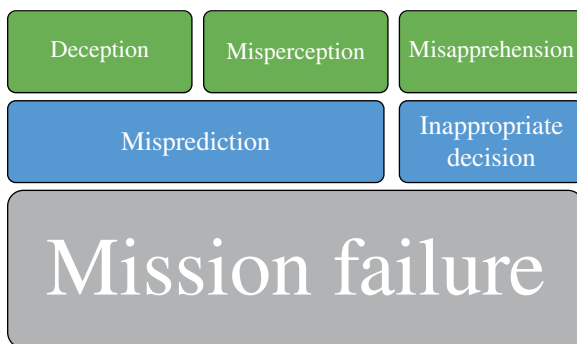 Deception
Misperception
Misapprehension
Misprediction
Inappropriate
decision
Mission failure